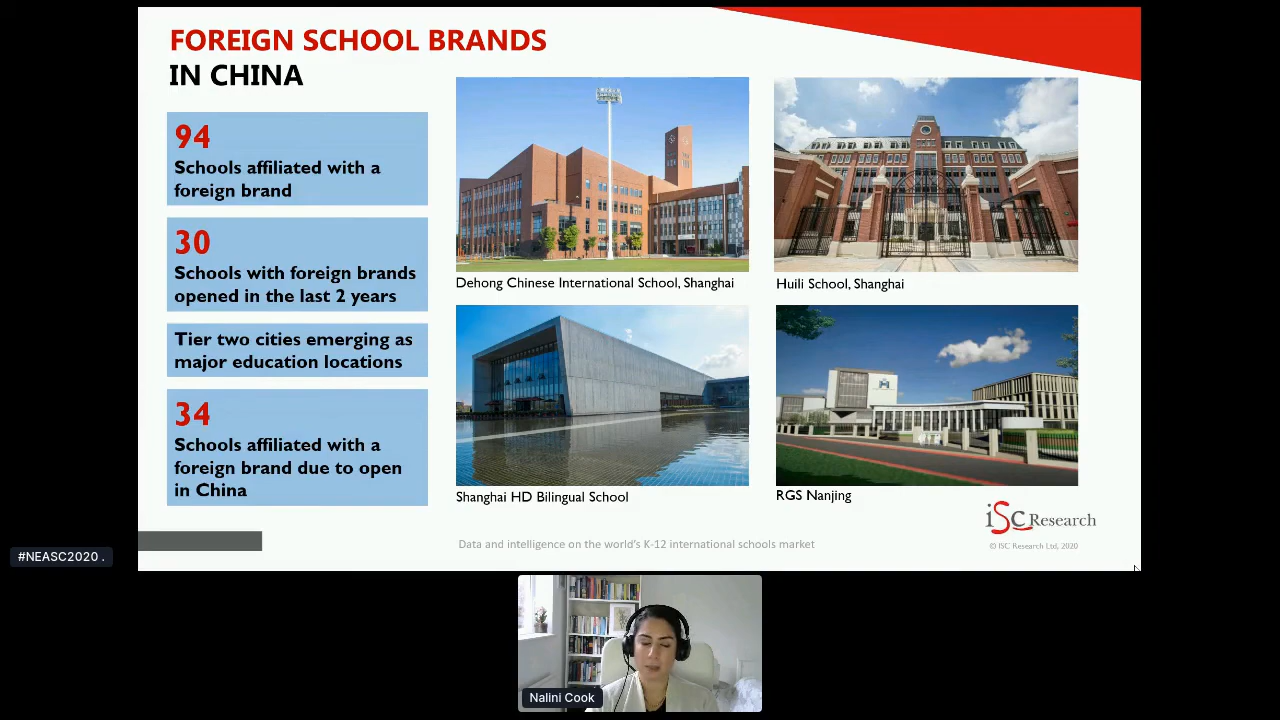 FOREIGN SCHOOL BRANDS
IN CHINA
94
Schools affiliated with a
foreign brand
30
Schools with foreign brands
opened in the last 2 years
Tier two cities emerging as
major education locations
34
Schools affiliated with a
foreign brand due to open
in China
Dehong Chinese International School, Shanghai
Huili School, Shanghai
Shanghai HD Bilingual School
RGS Nanjing
iSC Research
© ISC Research Ltd, 2020
Data and intelligence on the world's K-12 international schools market
#NEASC2020 .
Nalini Cook